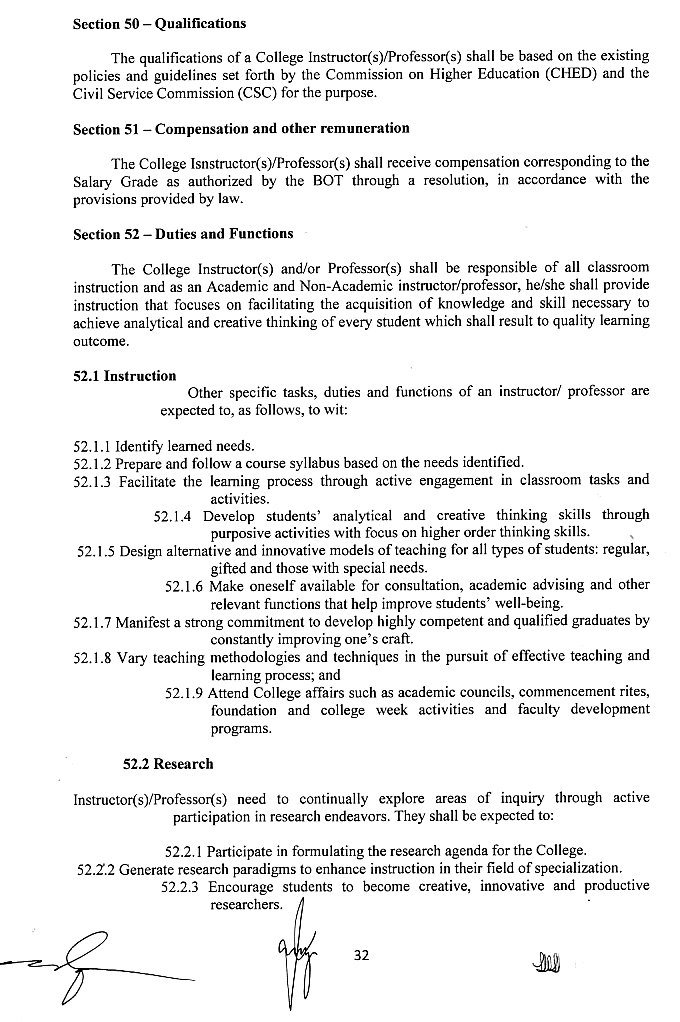 Section 50 – Qualifications
The qualifications of a College Instructor(s)/Professor(s) shall be based on the existing
policies and guidelines set forth by the Commission on Higher Education (CHED) and the
Civil Service Commission (CSC) for the purpose.
Section 51 – Compensation and other remuneration
The College Isnstructor(s)/Professor(s) shall receive compensation corresponding to the
Salary Grade as authorized by the BOT through a resolution, in accordance with the
provisions provided by law.
Section 52 – Duties and Functions
The College Instructor(s) and/or Professor(s) shall be responsible of all classroom
instruction and as an Academic and Non-Academic instructor/professor, he/she shall provide
instruction that focuses on facilitating the acquisition of knowledge and skill necessary to
achieve analytical and creative thinking of every student which shall result to quality learning
outcome.
52.1 Instruction
Other specific tasks, duties and functions of an instructor/ professor are
expected to, as follows, to wit:
52.1.1 Identify learned needs.
52.1.2 Prepare and follow a course syllabus based on the needs identified.
52.1.3 Facilitate the learning process through active engagement in classroom tasks and
activities.
52.1.4 Develop students' analytical and creative thinking skills through
purposive activities with focus on higher order thinking skills.
52.1.5 Design alternative and innovative models of teaching for all types of students: regular,
gifted and those with special needs.
52.1.6 Make oneself available for consultation, academic advising and other
relevant functions that help improve students' well-being.
52.1.7 Manifest a strong commitment to develop highly competent and qualified graduates by
constantly improving one's craft.
52.1.8 Vary teaching methodologies and techniques in the pursuit of effective teaching and
learning process; and
52.1.9 Attend College affairs such as academic councils, commencement rites,
foundation and college week activities and faculty development
programs.
52.2 Research
Instructor(s)/Professor(s) need to continually explore areas of inquiry through active
participation in research endeavors. They shall be expected to:
52.2.1 Participate in formulating the research agenda for the College.
52.2.2 Generate research paradigms to enhance instruction in their field of specialization.
52.2.3 Encourage students to become creative, innovative and productive
researchers.
32